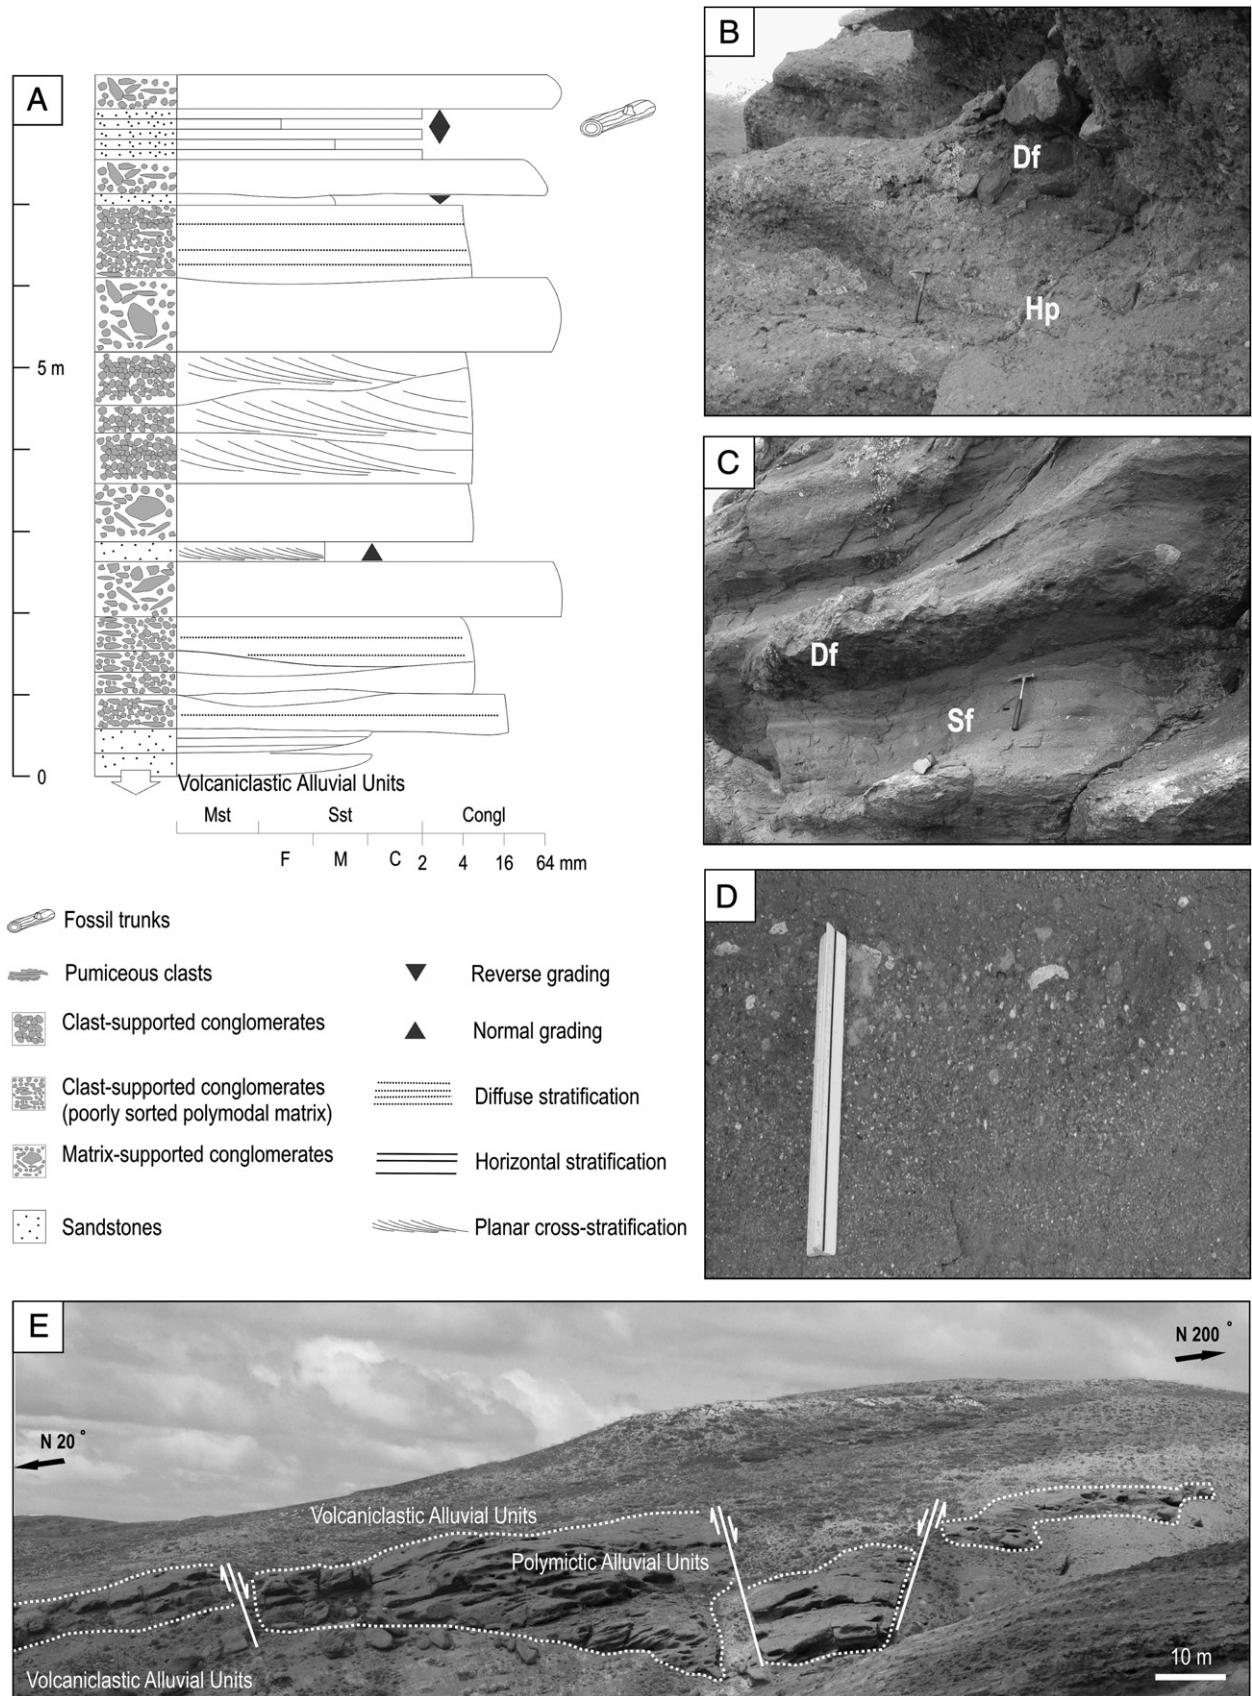 A
5 m
0
Volcaniclastic Alluvial Units
Mst Sst Congl
F M C 2 4 16 64 mm
Fossil trunks
Pumiceous clasts
Clast-supported conglomerates
Clast-supported conglomerates
(poorly sorted polymodal matrix)
Matrix-supported conglomerates
Sandstones
Reverse grading
Normal grading
Diffuse stratification
Horizontal stratification
Planar cross-stratification
B
Df
Hp
C
Df
Sf
D
E
N 20 °
N 200 °
Volcaniclastic Alluvial Units
Polymictic Alluvial Units
Volcaniclastic Alluvial Units
10 m